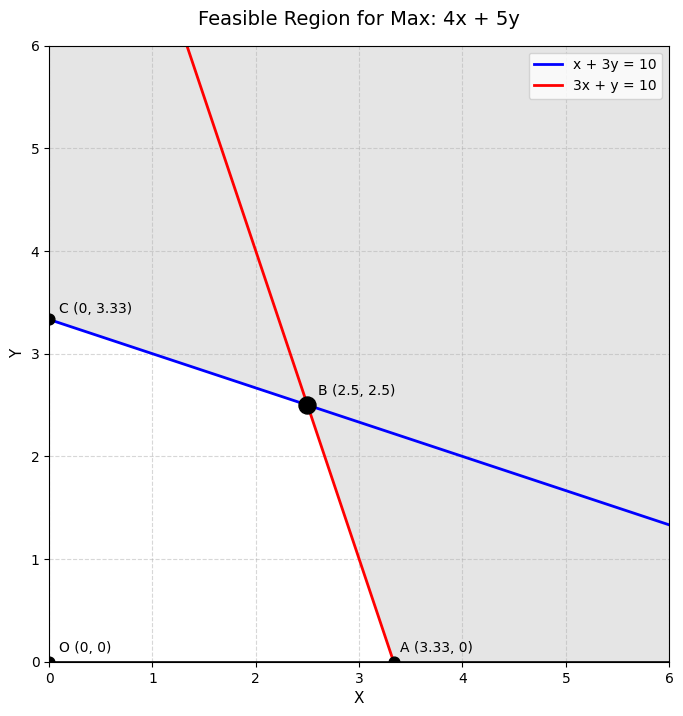 Feasible Region for Max: 4x + 5y
x + 3y = 10
3x + y = 10
6
5
4
3
2
1
0
C (0, 3.33)
B (2.5, 2.5)
O (0, 0)
A (3.33, 0)
0 1 2 3 4 5 6
X
Y